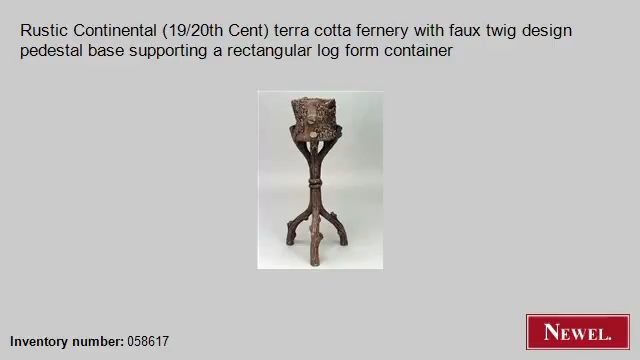 Rustic Continental (19/20th Cent) terra cotta fernery with faux twig design
pedestal base supporting a rectangular log form container
Inventory number: 058617
NEWEL.